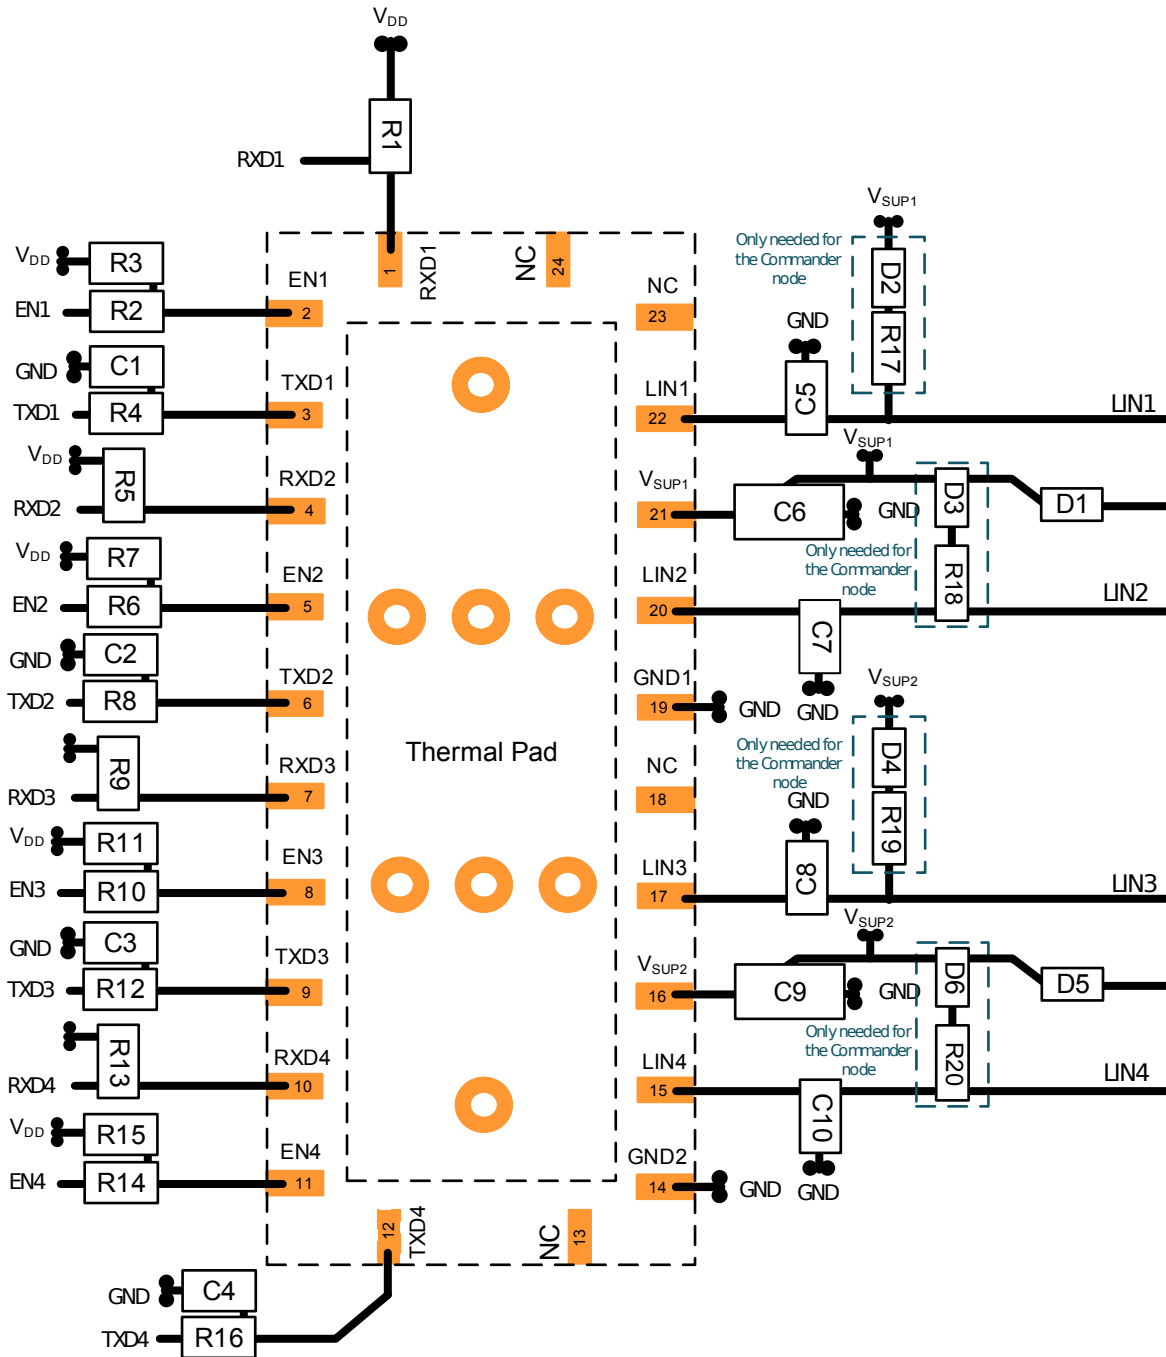 VDD
R1
RXD1
VSUP1
Only needed for
the Commander
node
D2
R17
RXD1
1
NC
24
VDD
R3
EN1
R2
EN1
2
NC
23
GND
C5
GND
C1
TXD1
R4
TXD1
3
LIN1
22
LIN1
VDD
R5
RXD2
RXD2
4
VSUP1
21
C6
GND
VSUP1
D3
D1
Only needed for
the Commander
node
R18
VDD
R7
EN2
R6
EN2
5
LIN2
20
LIN2
C7
GND
GND
C2
TXD2
R8
TXD2
6
GND1
19
GND
VSUP2
Only needed for
the Commander
node
D4
R19
Thermal Pad
R9
RXD3
RXD3
7
NC
18
GND
C8
VDD
R11
EN3
R10
EN3
8
LIN3
17
LIN3
GND
C3
TXD3
R12
TXD3
9
VSUP2
16
C9
GND
VSUP2
D6
D5
Only needed for
the Commander
node
R20
R13
RXD4
RXD4
10
LIN4
15
LIN4
C10
GND
VDD
R15
EN4
R14
EN4
11
GND2
14
GND
12
TXD4
NC
13
GND
C4
TXD4
R16